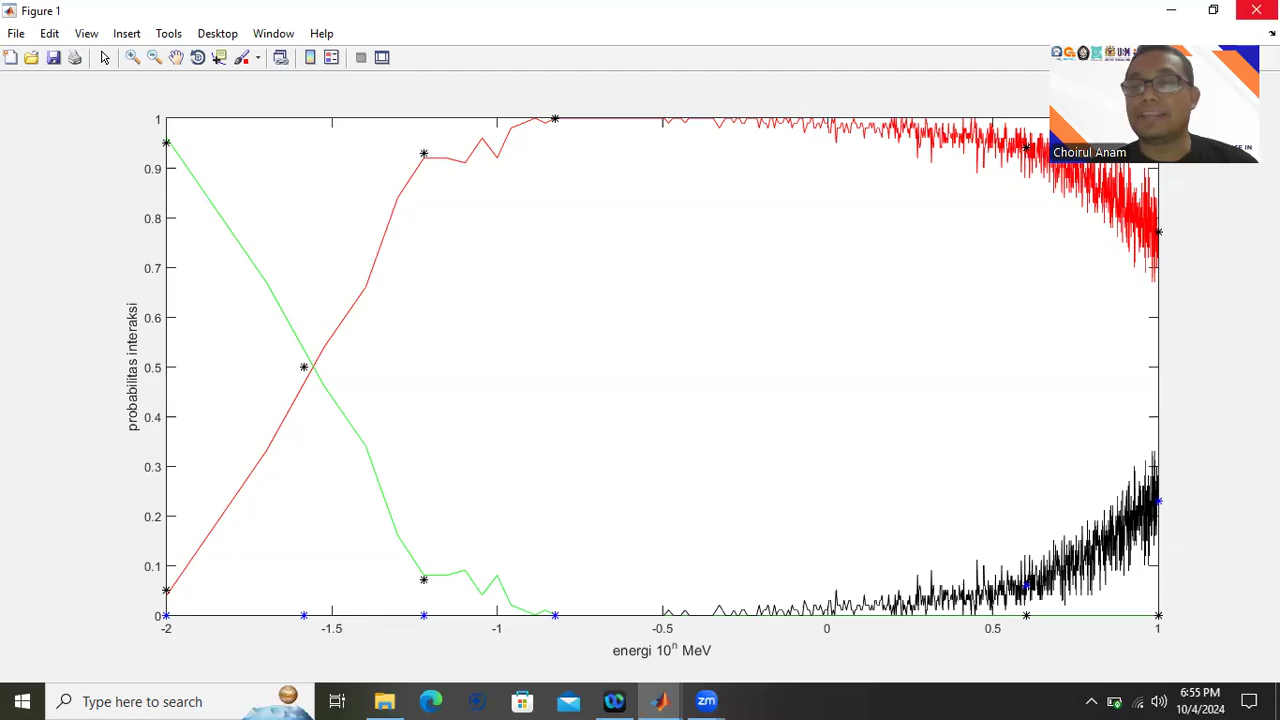 Figure 1
File Edit View Insert Tools Desktop Window Help
Choirul Anam
1
0.9
0.8
0.7
0.6
0.5
0.4
0.3
0.2
0.1
0
probabilitas interaksi
-2 -1.5 -1 -0.5 0 0.5 1
energi 10ⁿ MeV
Type here to search
zm
6:55 PM
10/4/2024